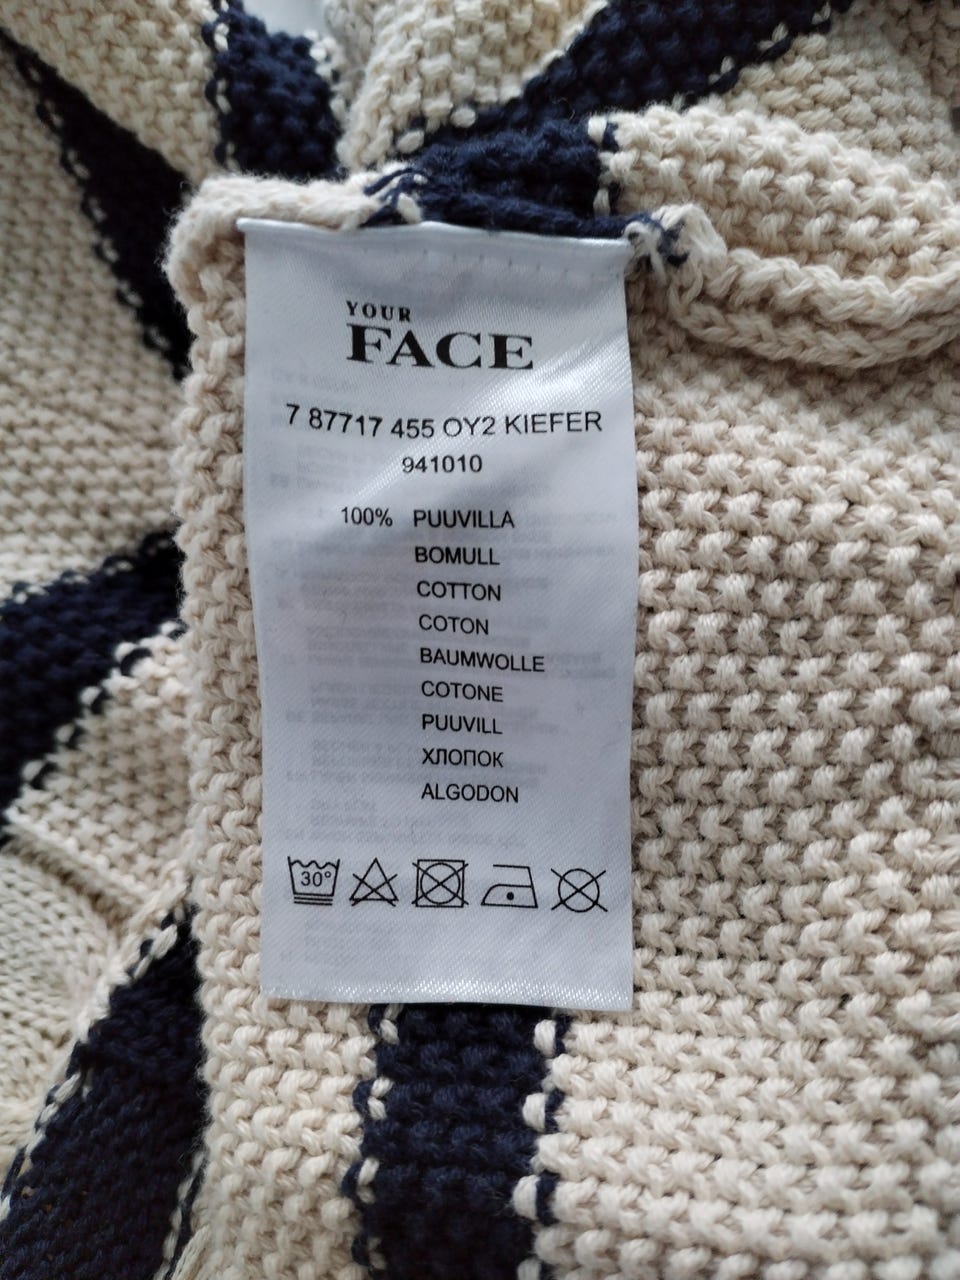 YOUR
FACE
7 87717 455 OY2 KIEFER
941010
100% PUUVILLA
BOMULL
COTTON
COTON
BAUMWOLLE
COTONE
PUUVILL
ХЛОПОК
ALGODON
30°